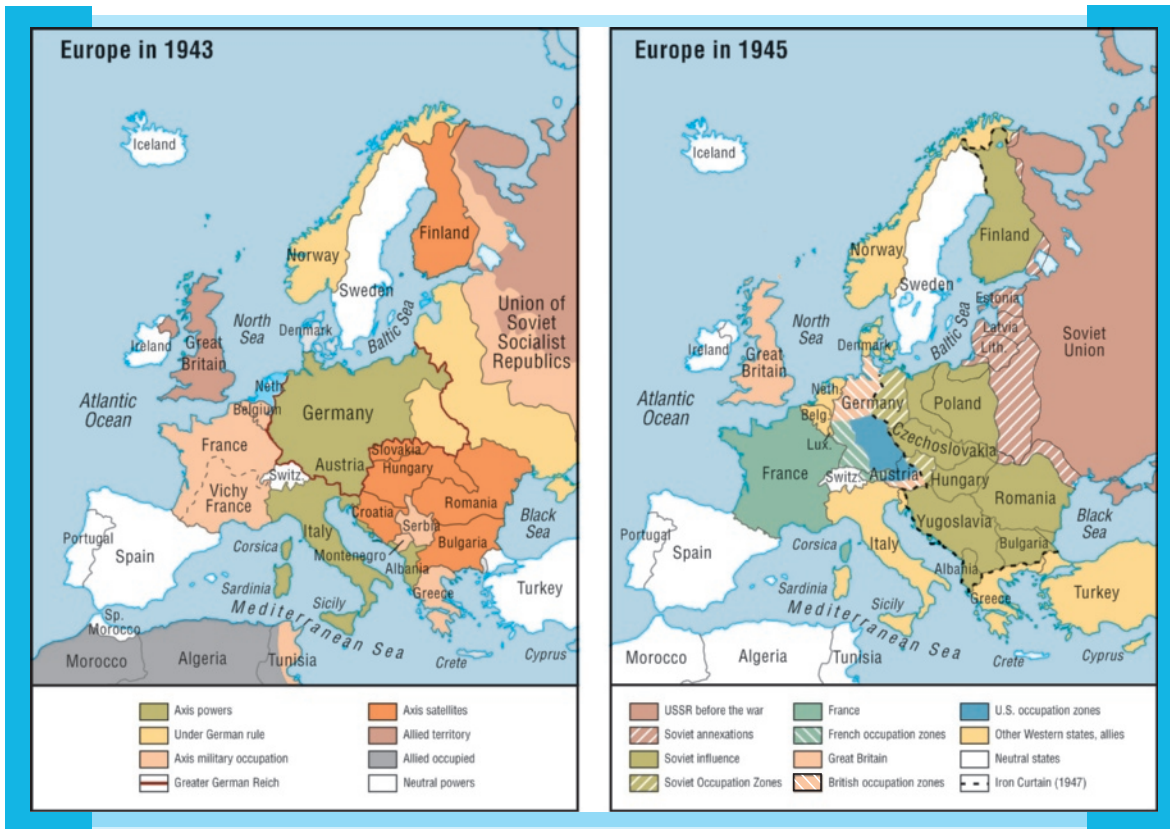 Europe in 1943
Iceland
Norway
Sweden
Finland
Union of
Soviet
Socialist
Republics
North
Sea
Denmark
Baltic Sea
Ireland
Great
Britain
Atlantic
Ocean
Neth.
Belgium
Germany
France
Vichy
France
Switz.
Austria
Slovakia
Hungary
Romania
Croatia
Serbia
Bulgaria
Black
Sea
Italy
Montenegro
Albania
Greece
Portugal
Spain
Corsica
Sardinia
Sicily
Mediterranean Sea
Turkey
Sp.
Morocco
Morocco
Algeria
Tunisia
Crete
Cyprus
Axis powers
Under German rule
Axis military occupation
Greater German Reich
Axis satellites
Allied territory
Allied occupied
Neutral powers
Europe in 1945
Iceland
Norway
Sweden
Finland
Estonia
Latvia
Lith.
Soviet
Union
North
Sea
Denmark
Baltic Sea
Ireland
Great
Britain
Atlantic
Ocean
Neth.
Belg.
Lux.
Germany
Poland
Czechoslovakia
France
Switz.
Austria
Hungary
Romania
Yugoslavia
Bulgaria
Black
Sea
Italy
Albania
Greece
Portugal
Spain
Corsica
Sardinia
Sicily
Mediterranean Sea
Turkey
Morocco
Algeria
Tunisia
Crete
Cyprus
USSR before the war
Soviet annexations
Soviet influence
Soviet Occupation Zones
France
French occupation zones
Great Britain
British occupation zones
U.S. occupation zones
Other Western states, allies
Neutral states
Iron Curtain (1947)